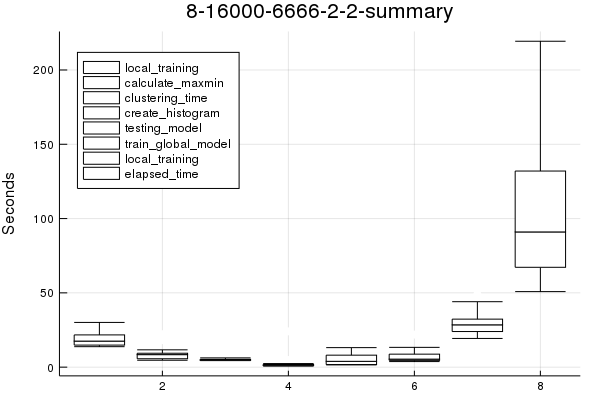 8-16000-6666-2-2-summary
Seconds
200
150
100
50
0
local_training
calculate_maxmin
clustering_time
create_histogram
testing_model
train_global_model
local_training
elapsed_time
2 4 6 8